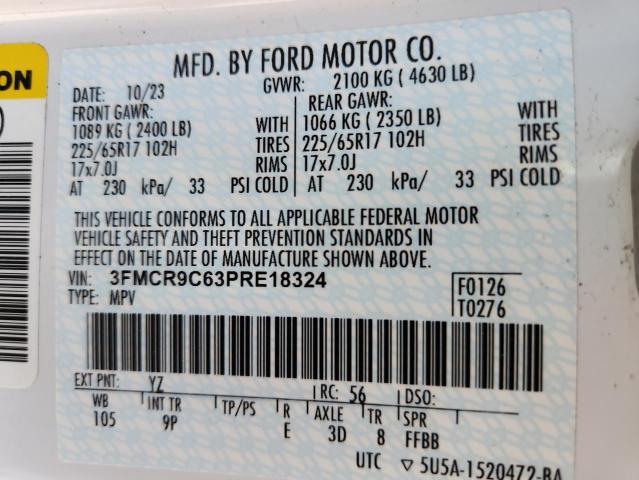 ON
MFD. BY FORD MOTOR CO.
DATE: 10/23 GVWR: 2100 KG ( 4630 LB)
FRONT GAWR: REAR GAWR:
1089 KG ( 2400 LB) WITH 1066 KG ( 2350 LB) WITH
225/65R17 102H TIRES 225/65R17 102H TIRES
17x7.0J RIMS 17x7.0J RIMS
AT 230 kPa/ 33 PSI COLD AT 230 kPa/ 33 PSI COLD
THIS VEHICLE CONFORMS TO ALL APPLICABLE FEDERAL MOTOR
VEHICLE SAFETY AND THEFT PREVENTION STANDARDS IN
EFFECT ON THE DATE OF MANUFACTURE SHOWN ABOVE.
VIN: 3FMCR9C63PRE18324 F0126
TYPE: MPV T0276
EXT PNT: YZ RC: 56 DSO:
WB INT TR TP/PS R AXLE TR SPR
105 9P E 3D 8 FFBB
UTC ▽ 5U5A-1520472-BA